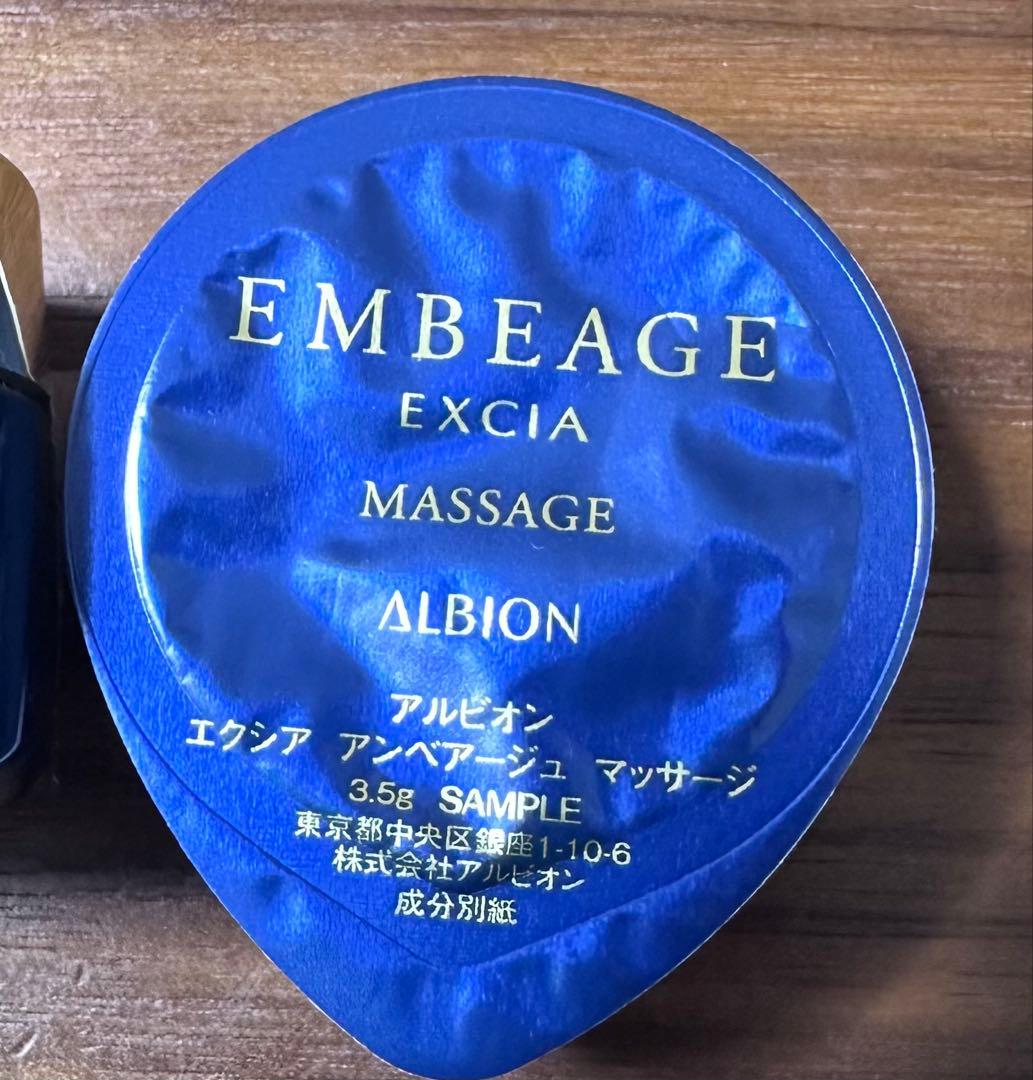 EMBEAGE
EXCIA
MASSAGE
ALBION
アルビオン
エクシア アンベアージュ マッサージ
3.5g SAMPLE
東京都中央区銀座1-10-6
株式会社アルビオン
成分別紙